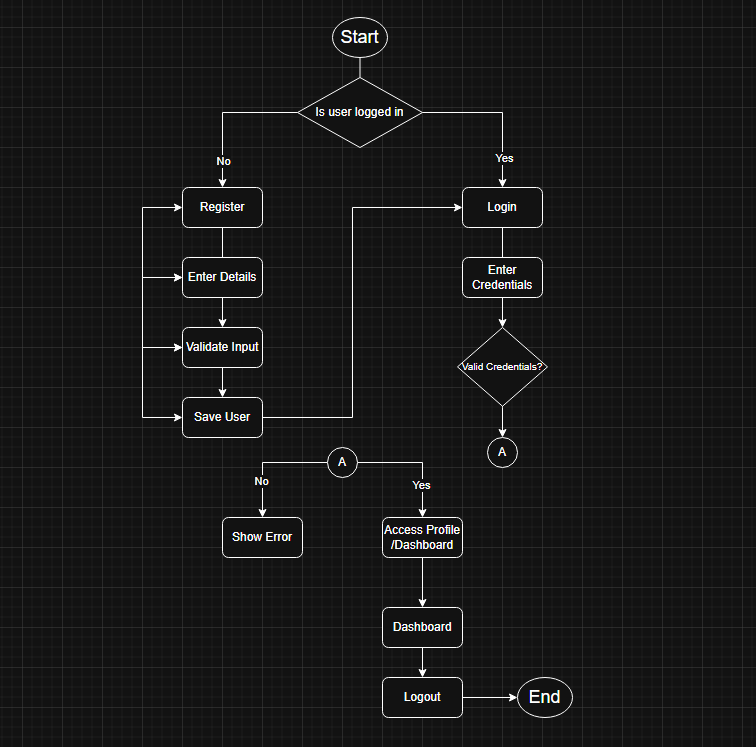 Start
Is user logged in
No
Yes
Register
Login
Enter Details
Enter
Credentials
Validate Input
Valid Credentials?
Save User
A
A
No
Yes
Show Error
Access Profile
/Dashboard
Dashboard
Logout
End